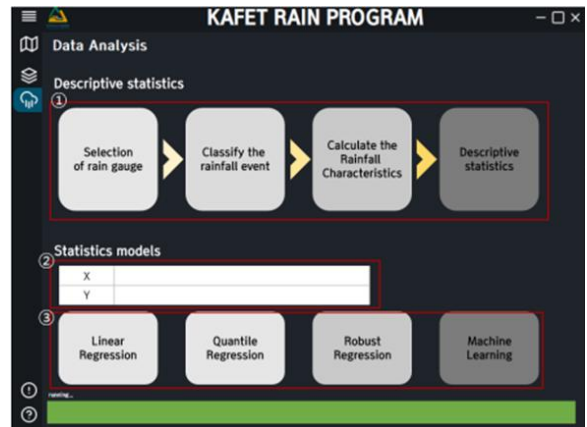 KAFET RAIN PROGRAM
Data Analysis
Descriptive statistics
①
Selection
of rain gauge
Classify the
rainfall event
Calculate the
Rainfall
Characteristics
Descriptive
statistics
Statistics models
②
X
Y
③
Linear
Regression
Quantile
Regression
Robust
Regression
Machine
Learning
running...